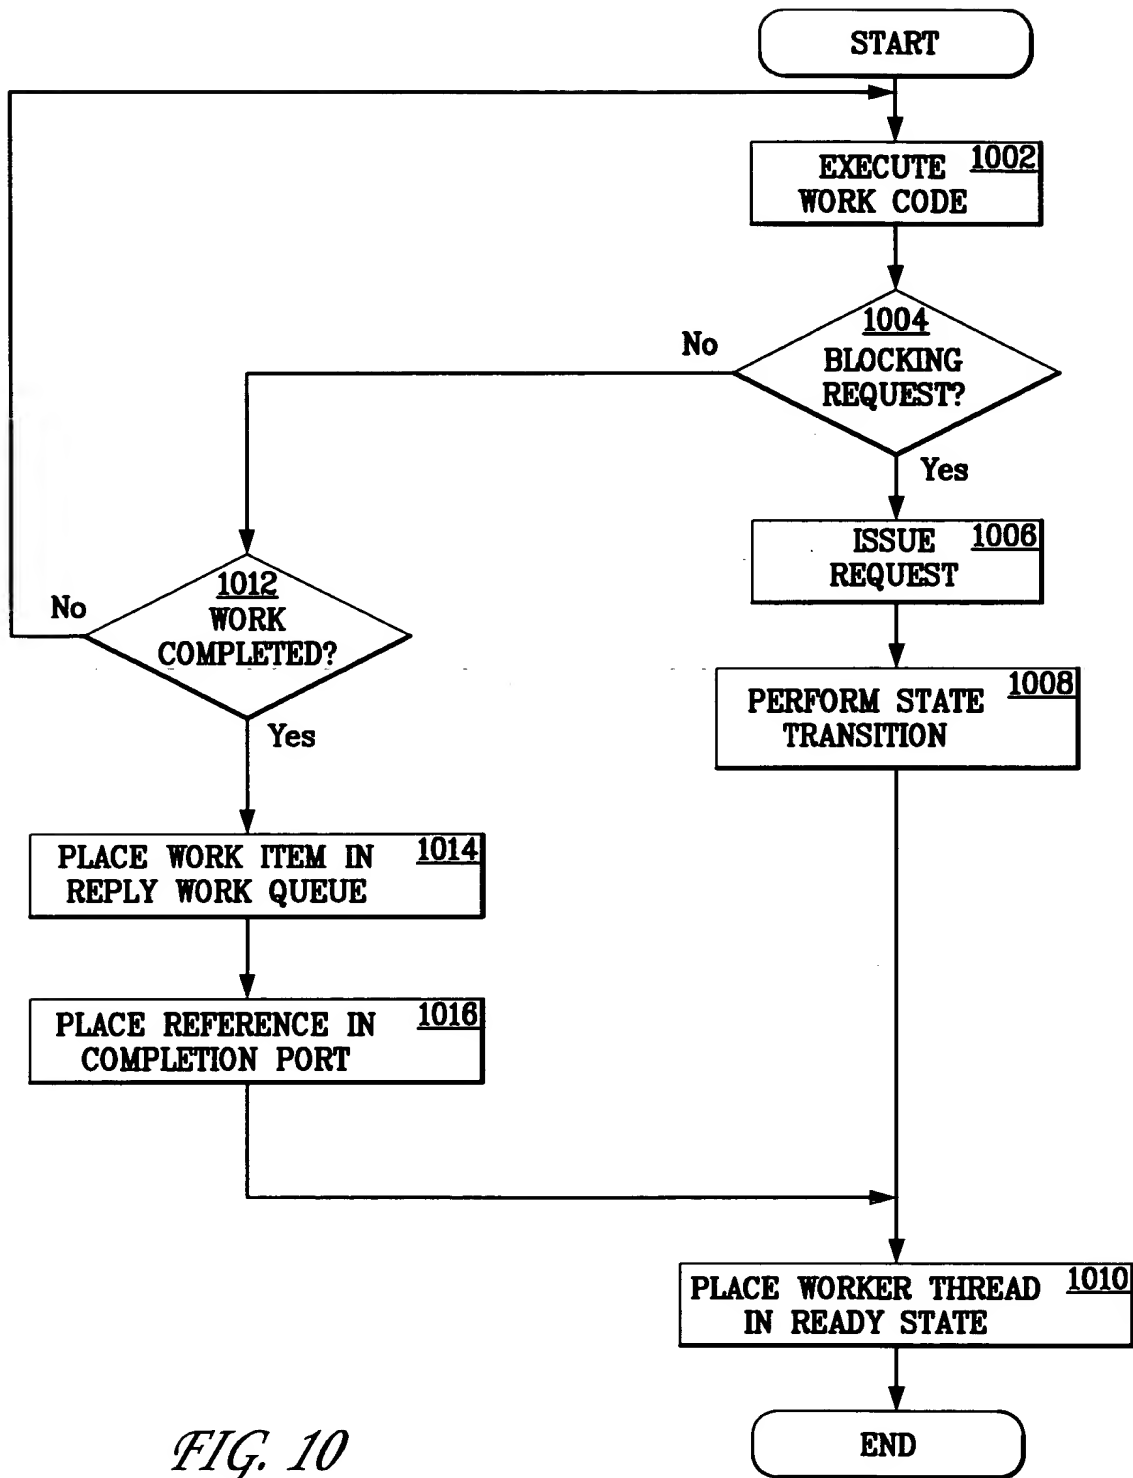 START
1002
EXECUTE
WORK CODE
1004
No
BLOCKING
REQUEST?
Yes
1006
ISSUE
REQUEST
1012
No
WORK
COMPLETED?
1008
PERFORM STATE
TRANSITION
Yes
1014
PLACE WORK ITEM IN
REPLY WORK QUEUE
1016
PLACE REFERENCE IN
COMPLETION PORT
1010
PLACE WORKER THREAD
IN READY STATE
END
FIG. 10